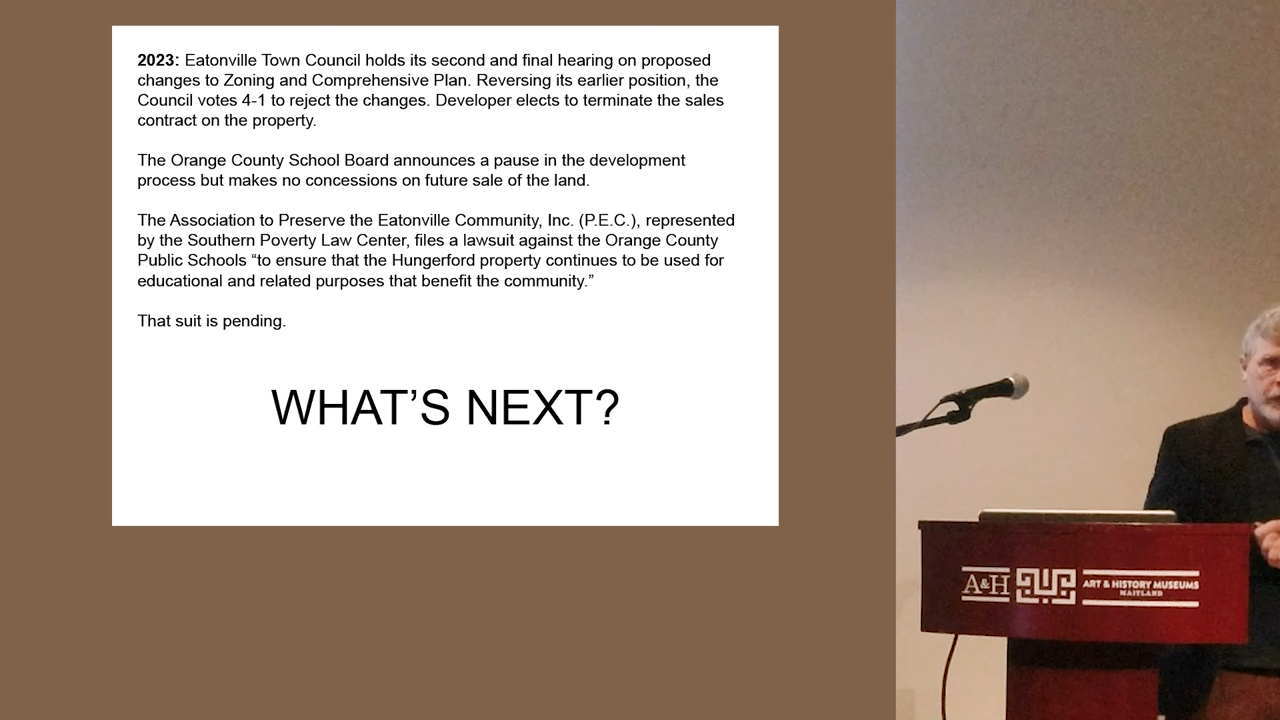 2023: Eatonville Town Council holds its second and final hearing on proposed
changes to Zoning and Comprehensive Plan. Reversing its earlier position, the
Council votes 4-1 to reject the changes. Developer elects to terminate the sales
contract on the property.
The Orange County School Board announces a pause in the development
process but makes no concessions on future sale of the land.
The Association to Preserve the Eatonville Community, Inc. (P.E.C.), represented
by the Southern Poverty Law Center, files a lawsuit against the Orange County
Public Schools “to ensure that the Hungerford property continues to be used for
educational and related purposes that benefit the community.”
That suit is pending.
WHAT’S NEXT?
A&H
ART & HISTORY MUSEUMS
MAITLAND